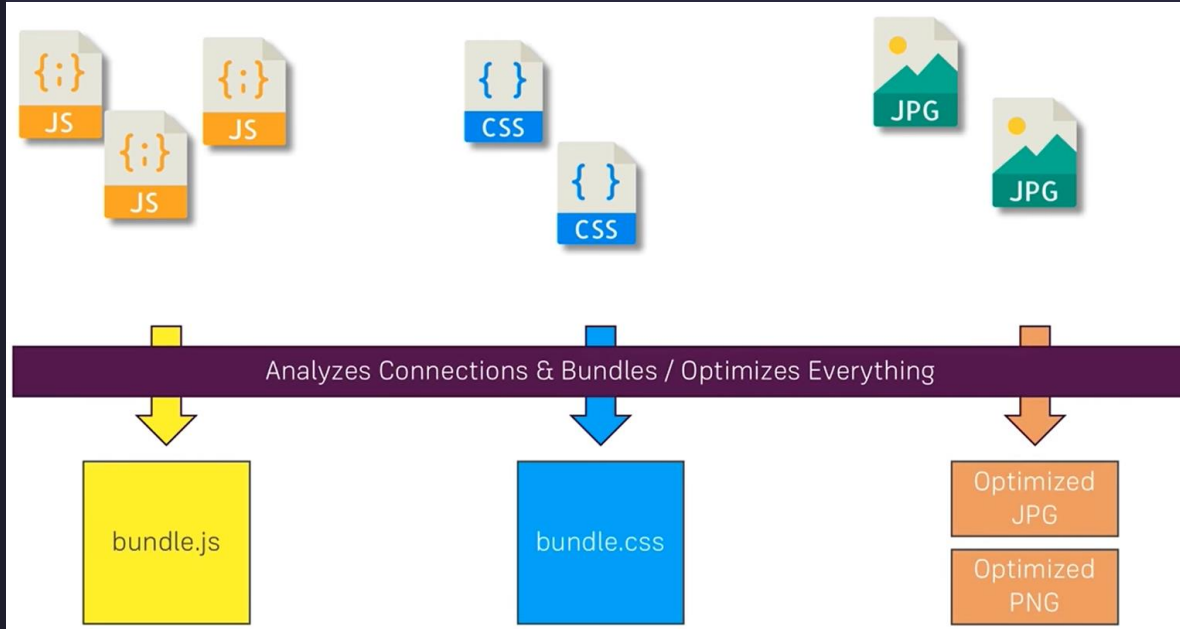 {;}
JS
{;}
JS
{;}
JS
{ }
CSS
{ }
CSS
JPG
JPG
Analyzes Connections & Bundles / Optimizes Everything
bundle.js
bundle.css
Optimized
JPG
Optimized
PNG